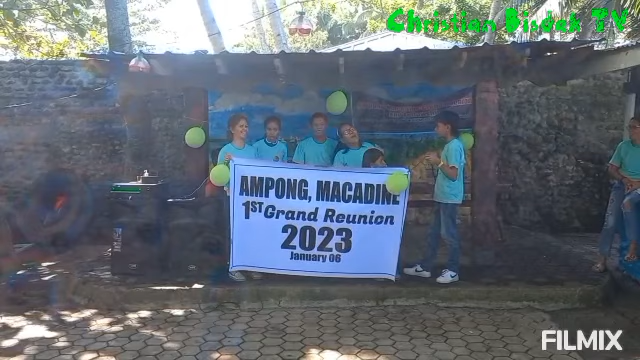 Christian Bisdak TV
AMPONG, MACADINE
1ST Grand Reunion
2023
January 06
FILMIX